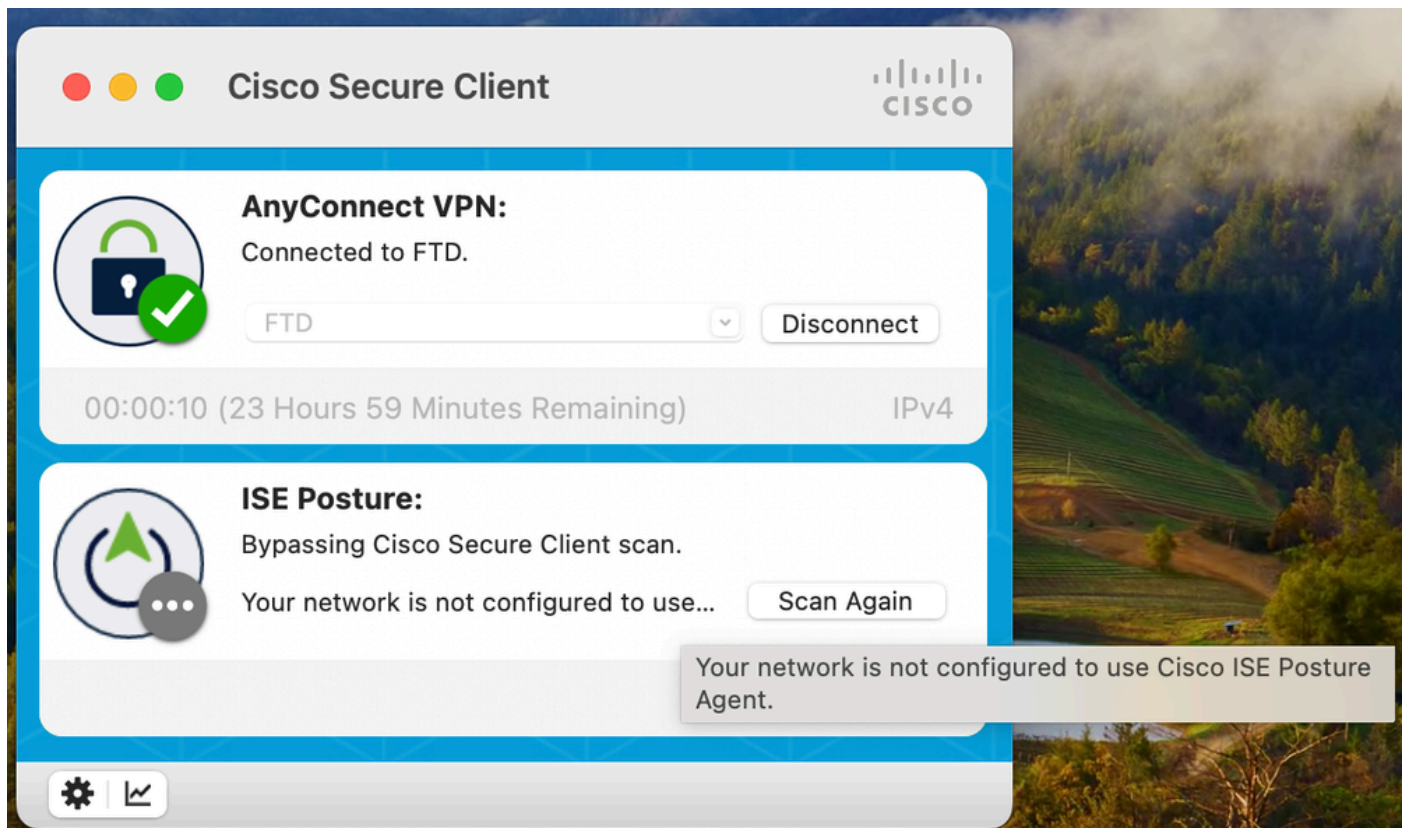 Cisco Secure Client
CISCO
AnyConnect VPN:
Connected to FTD.
FTD
Disconnect
00:00:10 (23 Hours 59 Minutes Remaining)
IPv4
ISE Posture:
Bypassing Cisco Secure Client scan.
Your network is not configured to use...
Scan Again
Your network is not configured to use Cisco ISE Posture
Agent.